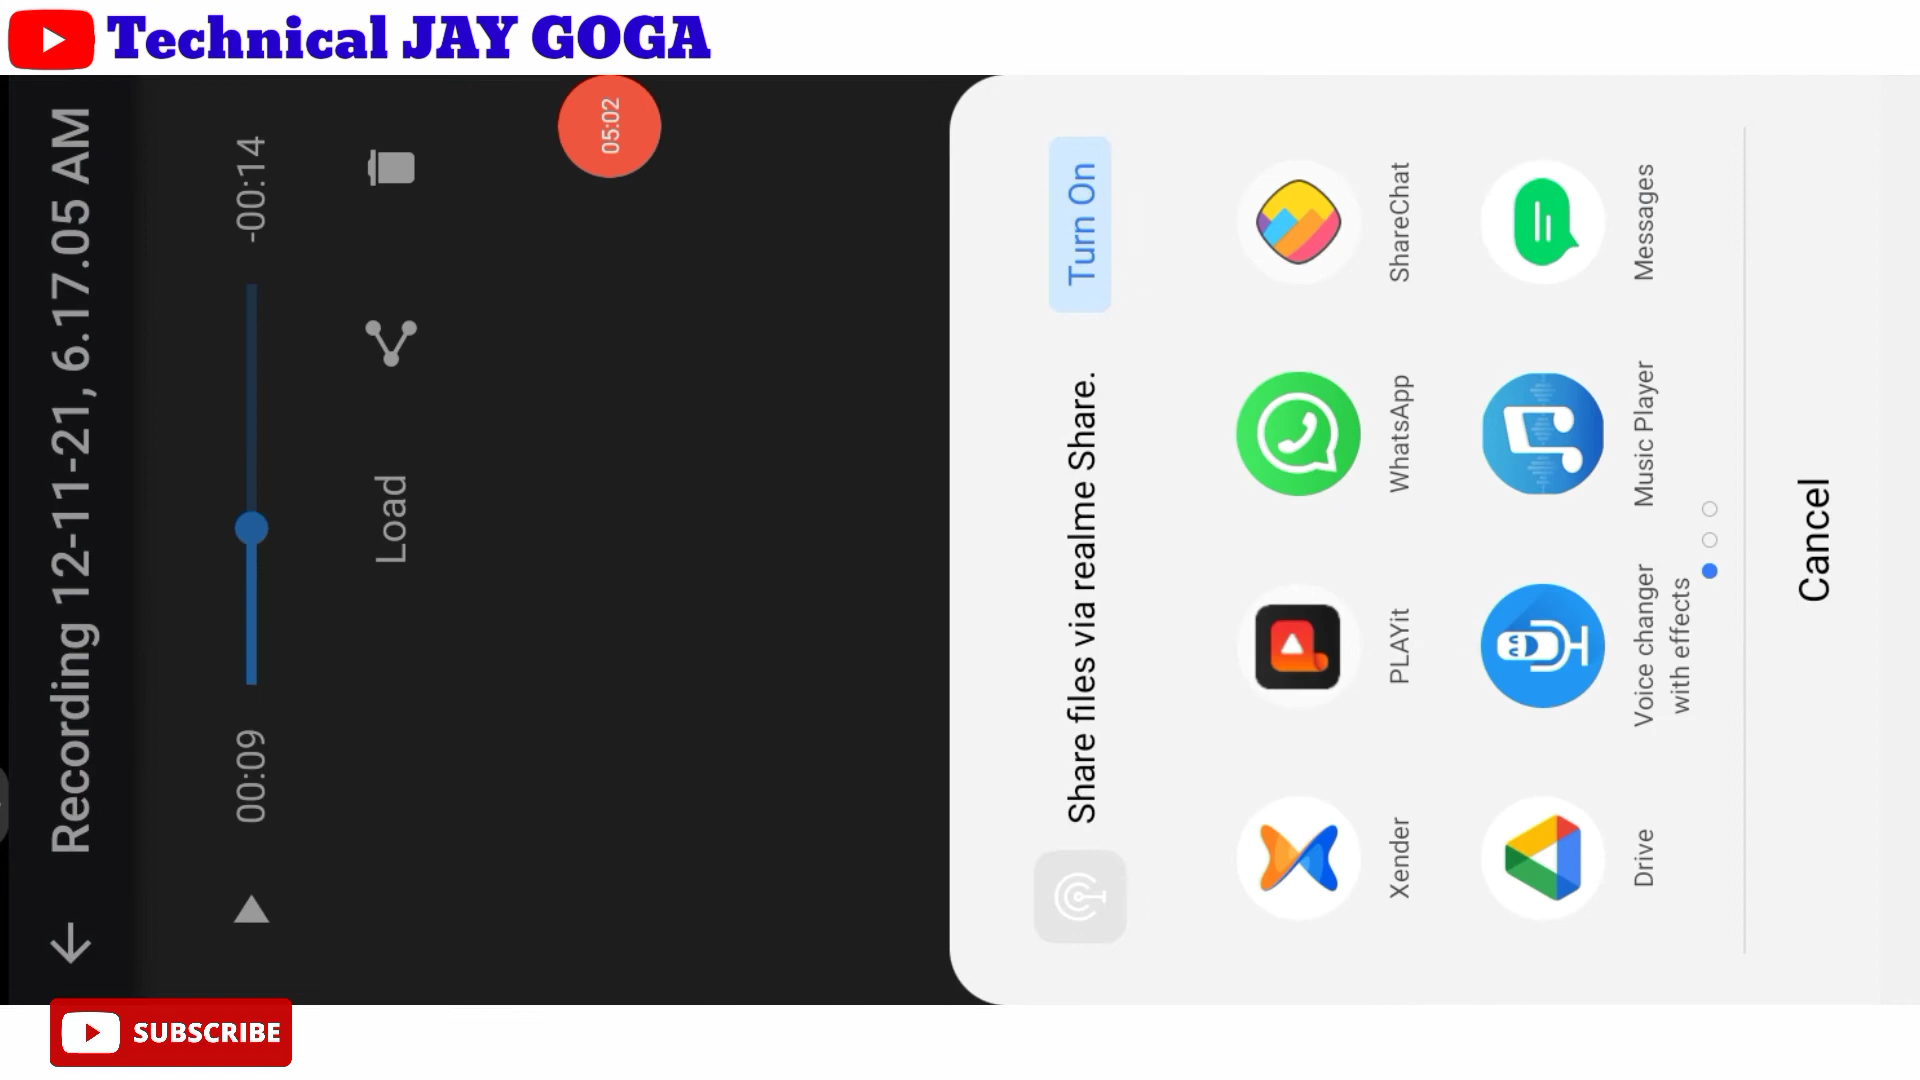 Technical JAY GOGA
Recording 12-11-21, 6.17.05 AM
00:09
-00:14
Load
05:02
Share files via realme Share.
Turn On
Xender
PLAYit
WhatsApp
ShareChat
Drive
Voice changer
with effects
Music Player
Messages
Cancel
SUBSCRIBE